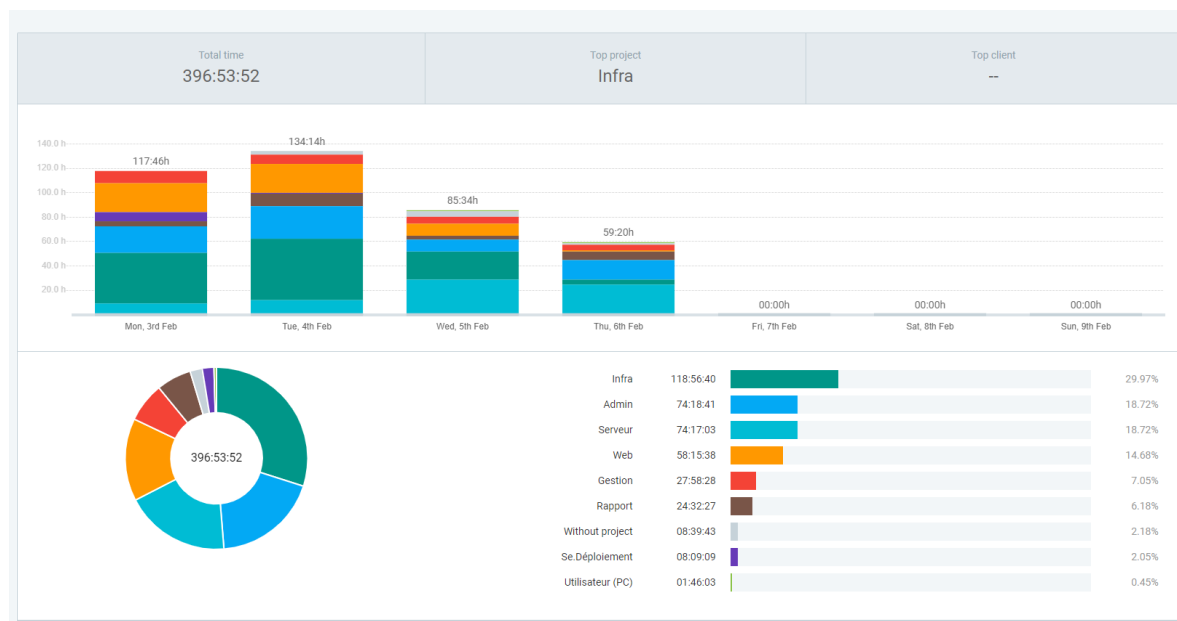 Total time
396:53:52
Top project
Infra
Top client
--
140.0 h
120.0 h
100.0 h
80.0 h
60.0 h
40.0 h
20.0 h
117:46h
134:14h
85:34h
59:20h
00:00h
00:00h
00:00h
Mon, 3rd Feb
Tue, 4th Feb
Wed, 5th Feb
Thu, 6th Feb
Fri, 7th Feb
Sat, 8th Feb
Sun, 9th Feb
396:53:52
Infra 118:56:40 29.97%
Admin 74:18:41 18.72%
Serveur 74:17:03 18.72%
Web 58:15:38 14.68%
Gestion 27:58:28 7.05%
Rapport 24:32:27 6.18%
Without project 08:39:43 2.18%
Se.Déploiement 08:09:09 2.05%
Utilisateur (PC) 01:46:03 0.45%